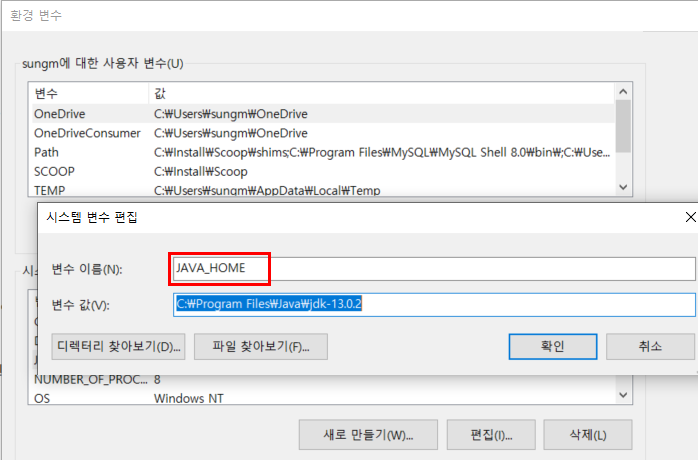 환경 변수
sungm에 대한 사용자 변수(U)
변수 값
OneDrive C:₩Users₩sungm₩OneDrive
OneDriveConsumer C:₩Users₩sungm₩OneDrive
Path C:₩Install₩Scoop₩shims;C:₩Program Files₩MySQL₩MySQL Shell 8.0₩bin₩;C:₩Use...
SCOOP C:₩Install₩Scoop
TEMP C:₩Users₩sungm₩AppData₩Local₩Temp
시스템 변수 편집
변수 이름(N): JAVA_HOME
변수 값(V): C:₩Program Files₩Java₩jdk-13.0.2
디렉터리 찾아보기(D)... 파일 찾아보기(F)... 확인 취소
NUMBER_OF_PROC... 8
OS Windows NT
새로 만들기(W)... 편집(I)... 삭제(L)